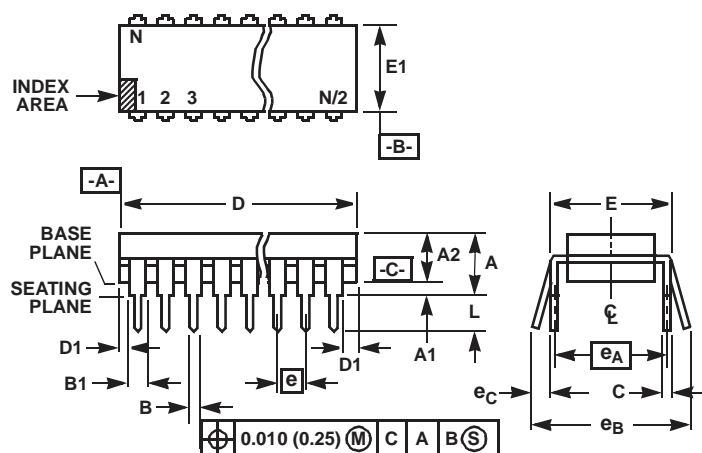 N
E1
INDEX
AREA
1 2 3 N/2
-B-
-A-
D
E
BASE
PLANE
A2
A
-C-
SEATING
PLANE
L
C
L
D1
A1
D1
eA
B1
e
eC
C
B
eB
0.010 (0.25) M C A B S